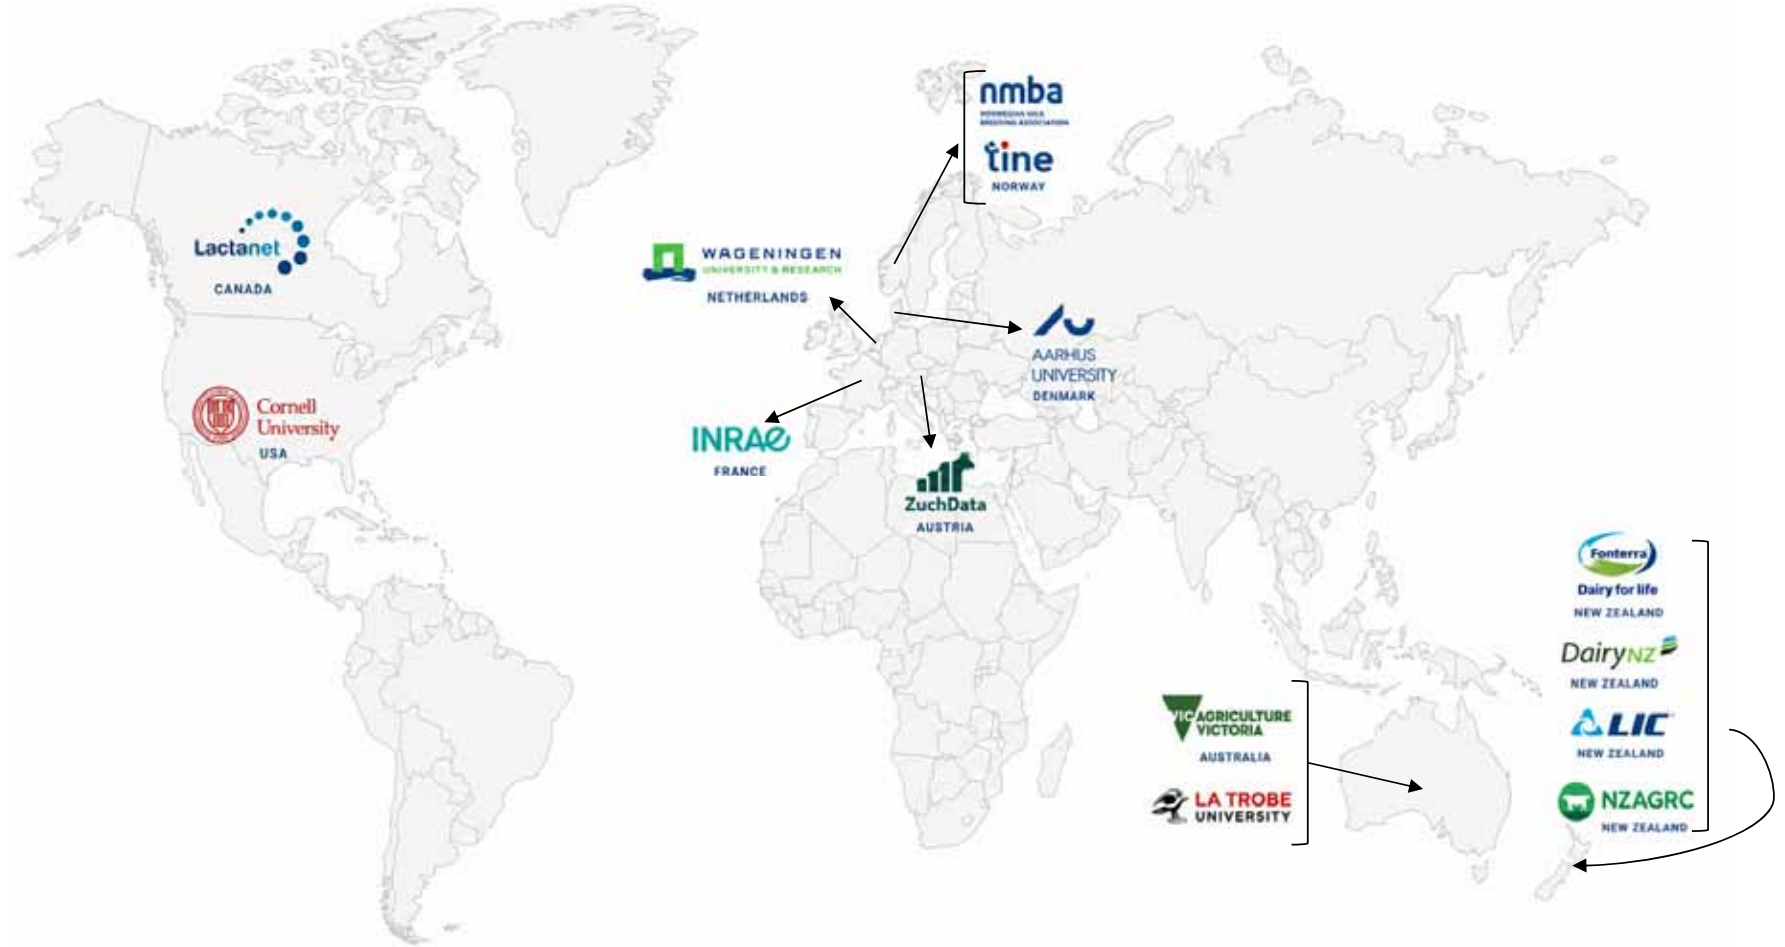 nmba
NORWEGIAN MILK
BREEDING ASSOCIATION
tine
NORWAY
Lactanet
CANADA
WAGENINGEN
UNIVERSITY & RESEARCH
NETHERLANDS
AARHUS
UNIVERSITY
DENMARK
Cornell
University
USA
INRAE
FRANCE
ZuchData
AUSTRIA
Fonterra
Dairy for life
NEW ZEALAND
DairyNZ
NEW ZEALAND
LIC
NEW ZEALAND
NZAGRC
NEW ZEALAND
VIC AGRICULTURE
VICTORIA
AUSTRALIA
LA TROBE
UNIVERSITY